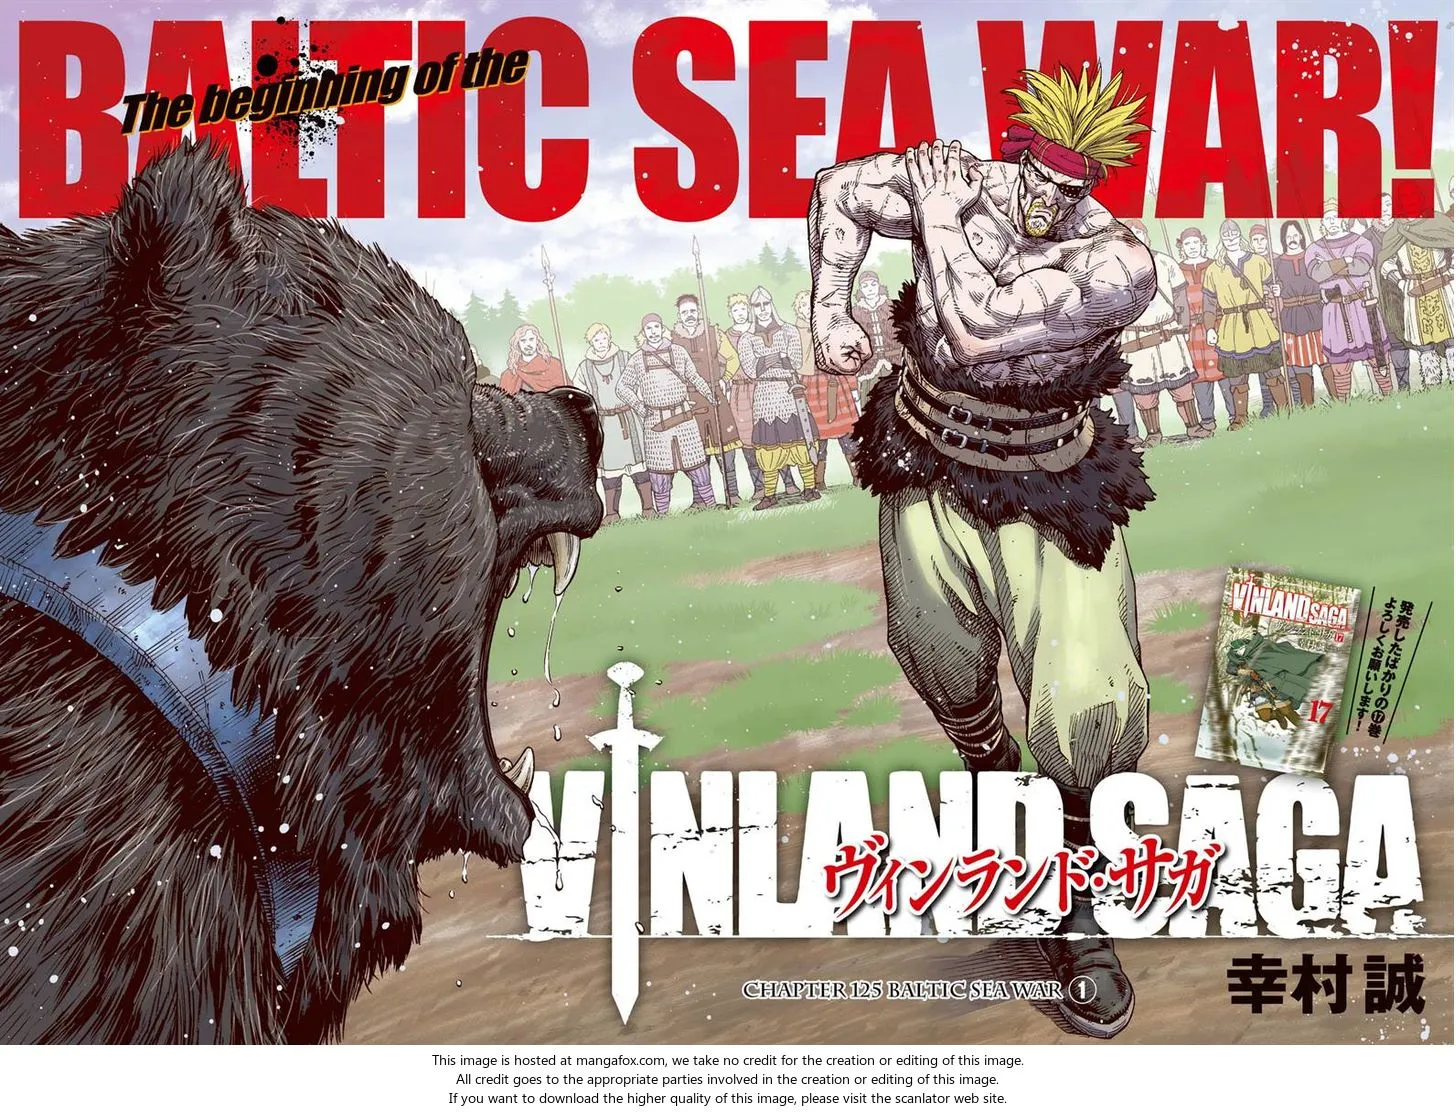 BALTIC SEA WAR!
The beginning of the
VINLAND SAGA
17
17
発売したばかりの⑰巻
よろしくお願いします!
VINLAND SAGA
ヴィンランド・サガ
CHAPTER 125 BALTIC SEA WAR ①
幸村 誠
This image is hosted at mangafox.com, we take no credit for the creation or editing of this image.
All credit goes to the appropriate parties involved in the creation or editing of this image.
If you want to download the higher quality of this image, please visit the scanlator web site.